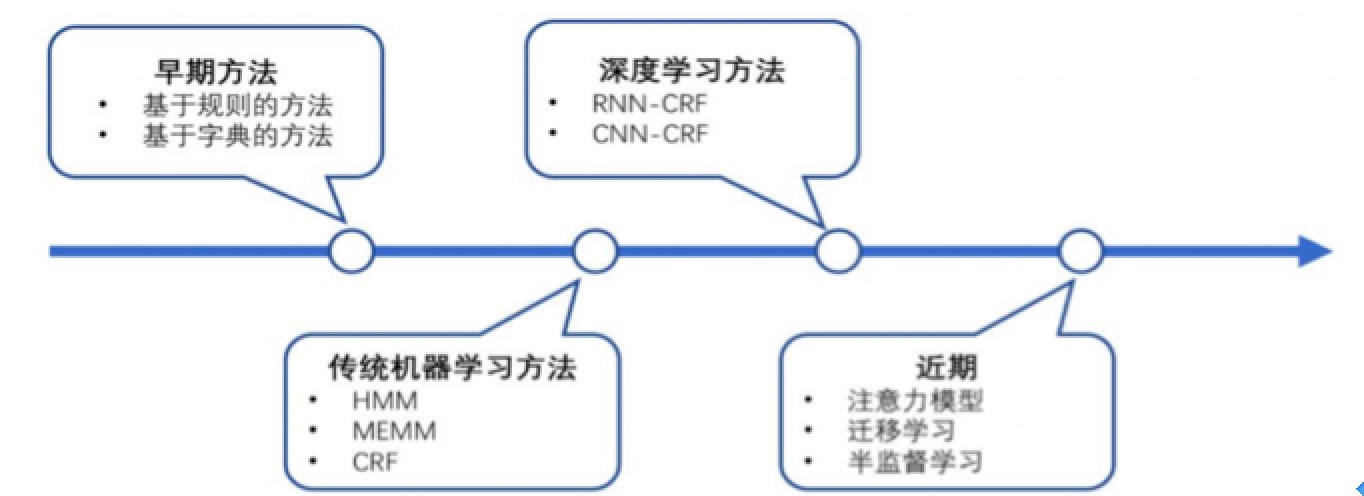 早期方法
• 基于规则的方法
• 基于字典的方法
深度学习方法
• RNN-CRF
• CNN-CRF
传统机器学习方法
• HMM
• MEMM
• CRF
近期
• 注意力模型
• 迁移学习
• 半监督学习